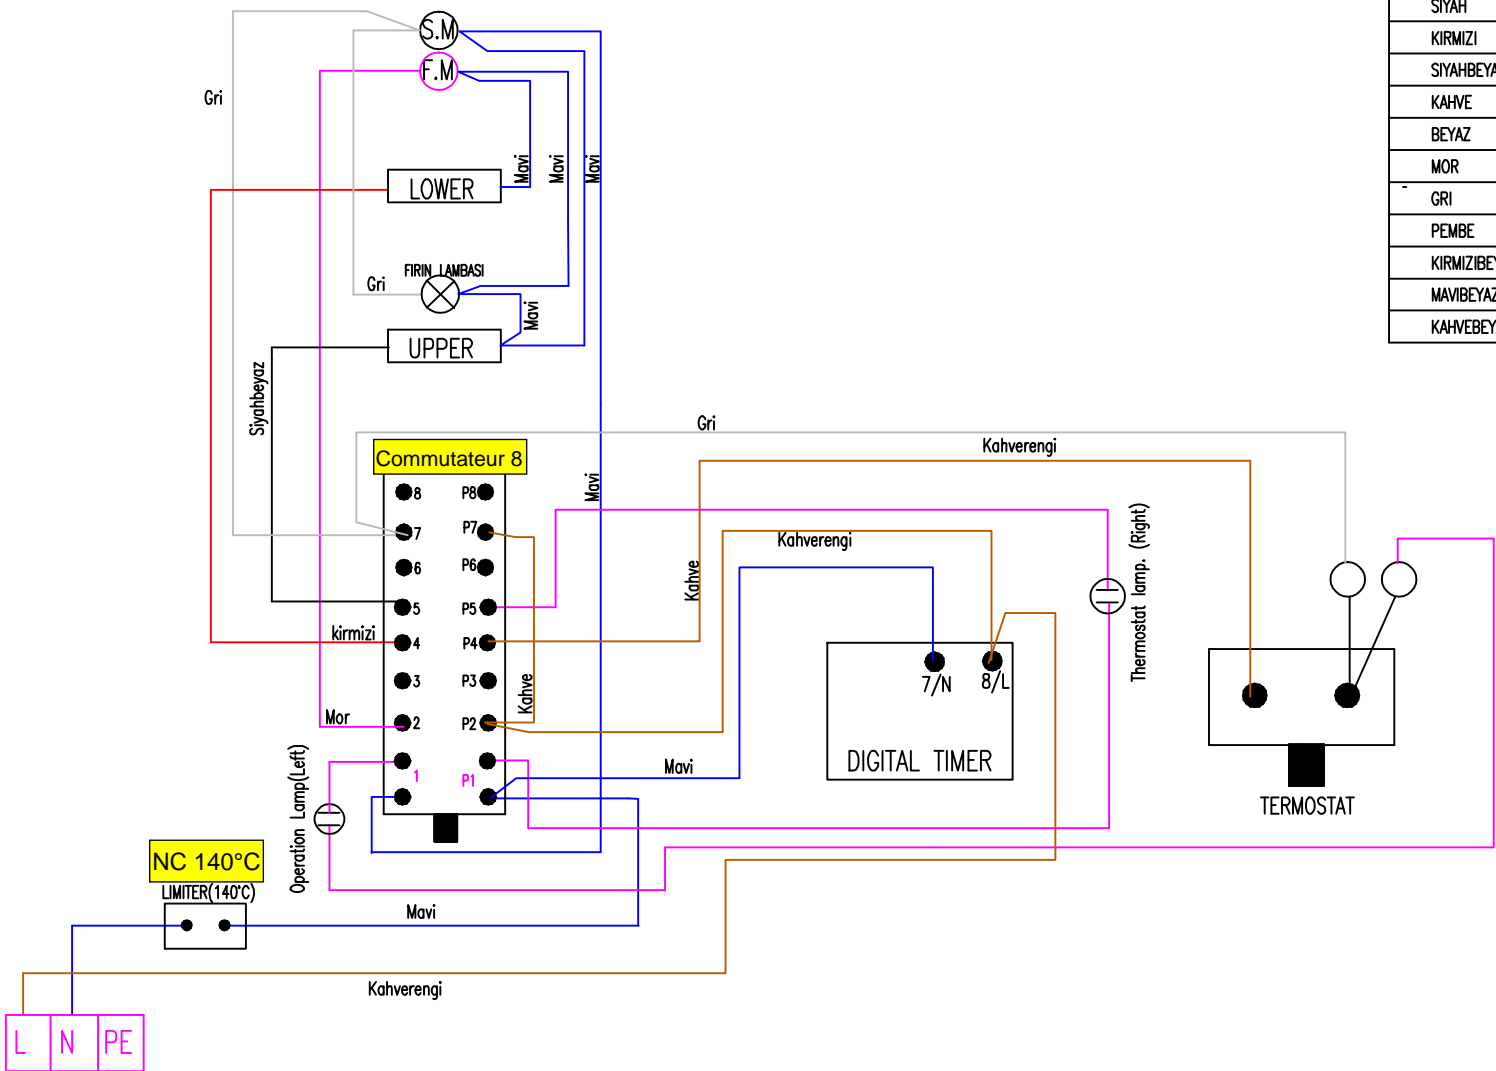 S.M
F.M
Gri
Mavi
Mavi
Mavi
LOWER
FIRIN LAMBASI
Gri
Mavi
UPPER
Siyahbeyaz
SIYAH
KIRMIZI
KAHVE
BEYAZ
MOR
GRI
PEMBE
MAVIBEYAZ
Gri
Kahverengi
Commutateur 8
Mavi
8
P8
7
P7
6
P6
5
P5
kirmizi
4
P4
3
P3
Mor
2
P2
1
P1
Kahve
Kahve
Kahverengi
Thermostat lamp. (Right)
7/N
8/L
DIGITAL TIMER
Mavi
TERMOSTAT
Operation Lamp(Left)
NC 140°C
LIMITER(140°C)
Mavi
Kahverengi
L
N
PE